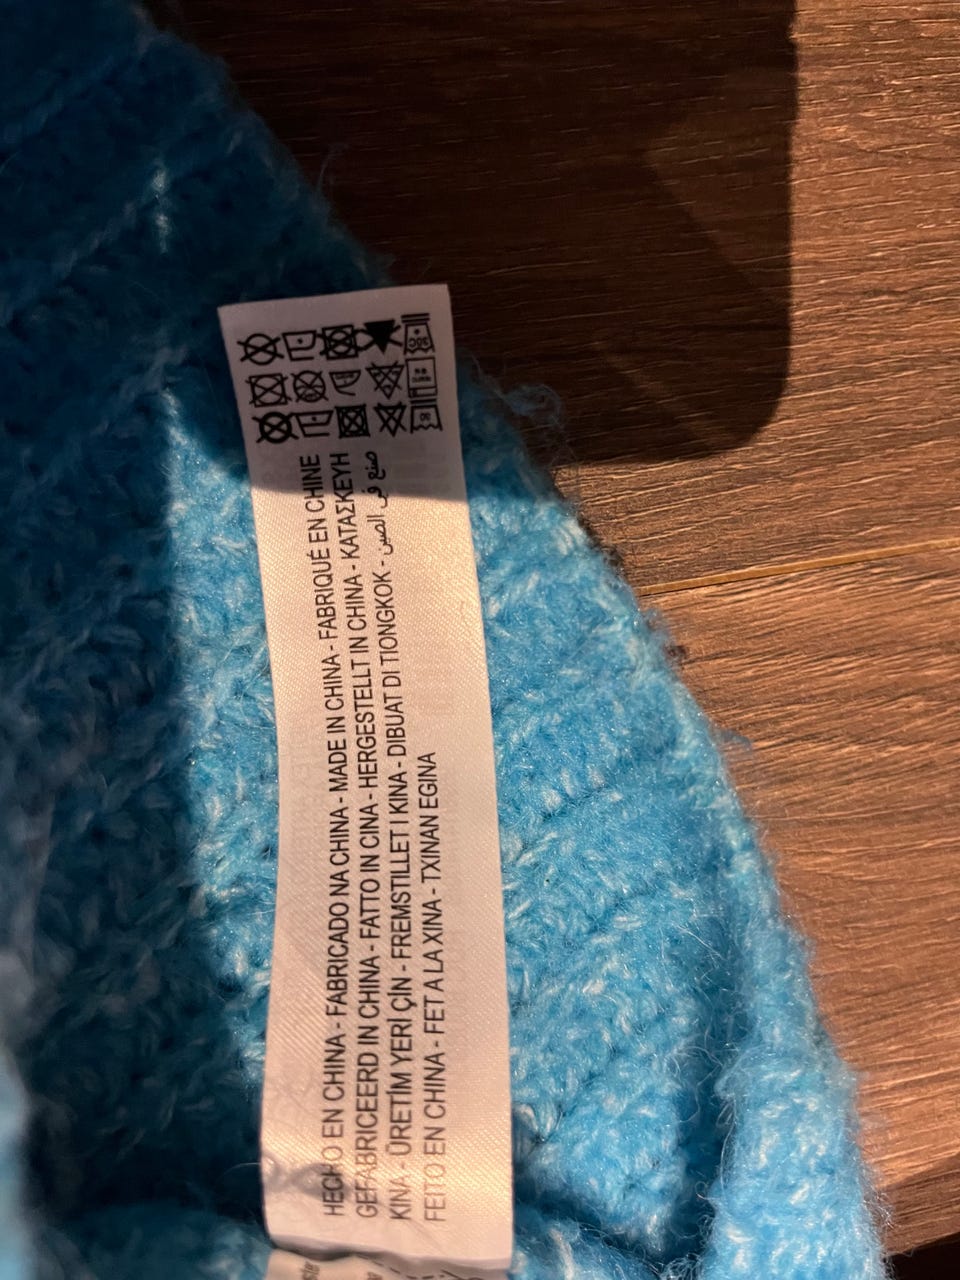 HECHO EN CHINA - FABRICADO NA CHINA - MADE IN CHINA - FABRIQUÉ EN CHINE
GEFABRICEERD IN CHINA - FATTO IN CINA - HERGESTELLT IN CHINA - ΚΑΤΑΣΚΕΥΗ
ΚΙΝΑ - ÜRETİM YERİ ÇİN - FREMSTILLET I KINA - DIBUAT DI TIONGKOK - صنع في الصين
FEITO EN CHINA - FET A LA XINA - TXINAN EGINA